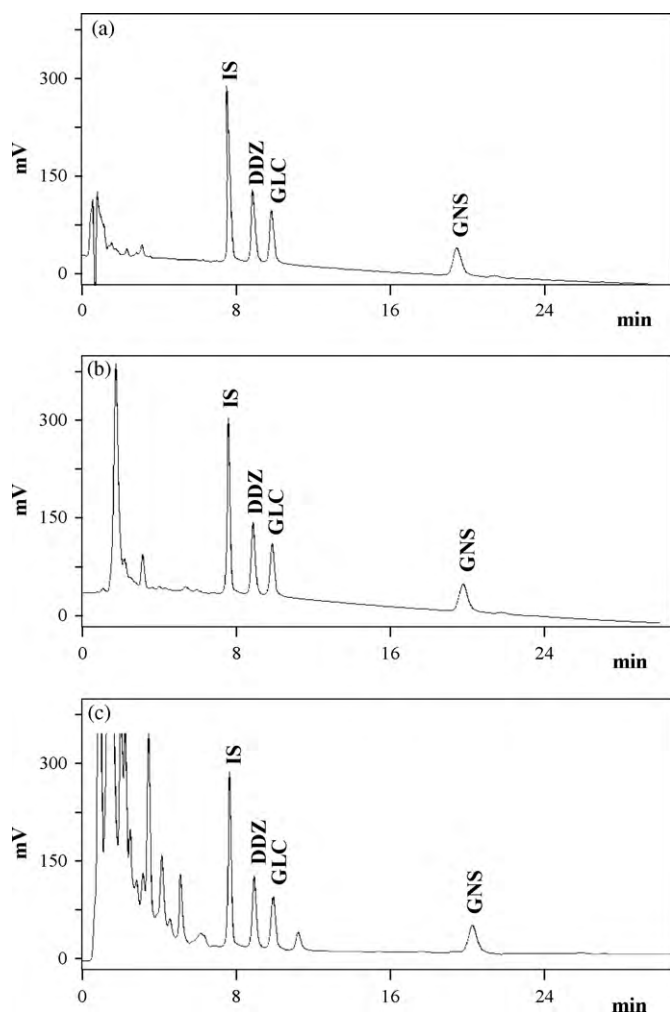 (a)
IS
DDZ
GLC
GNS
300
150
0
mV
0 8 16 24
min
(b)
IS
DDZ
GLC
GNS
300
150
0
mV
0 8 16 24
min
(c)
IS
DDZ
GLC
GNS
300
150
0
mV
0 8 16 24
min